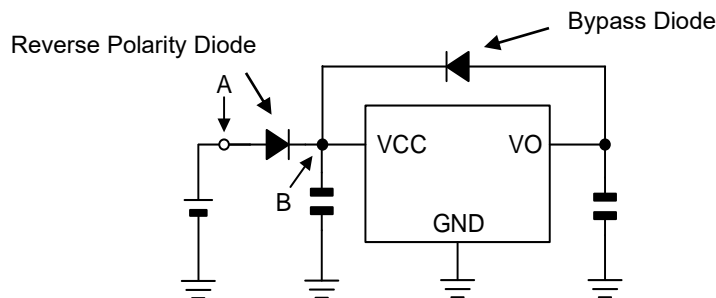 Bypass Diode
Reverse Polarity Diode
A
VCC
VO
B
GND